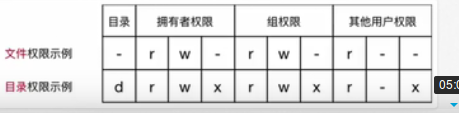 目录 拥有者权限 组权限 其他用户权限
文件权限示例 - r w - r w - r - -
目录权限示例 d r w x r w x r - x
05:0